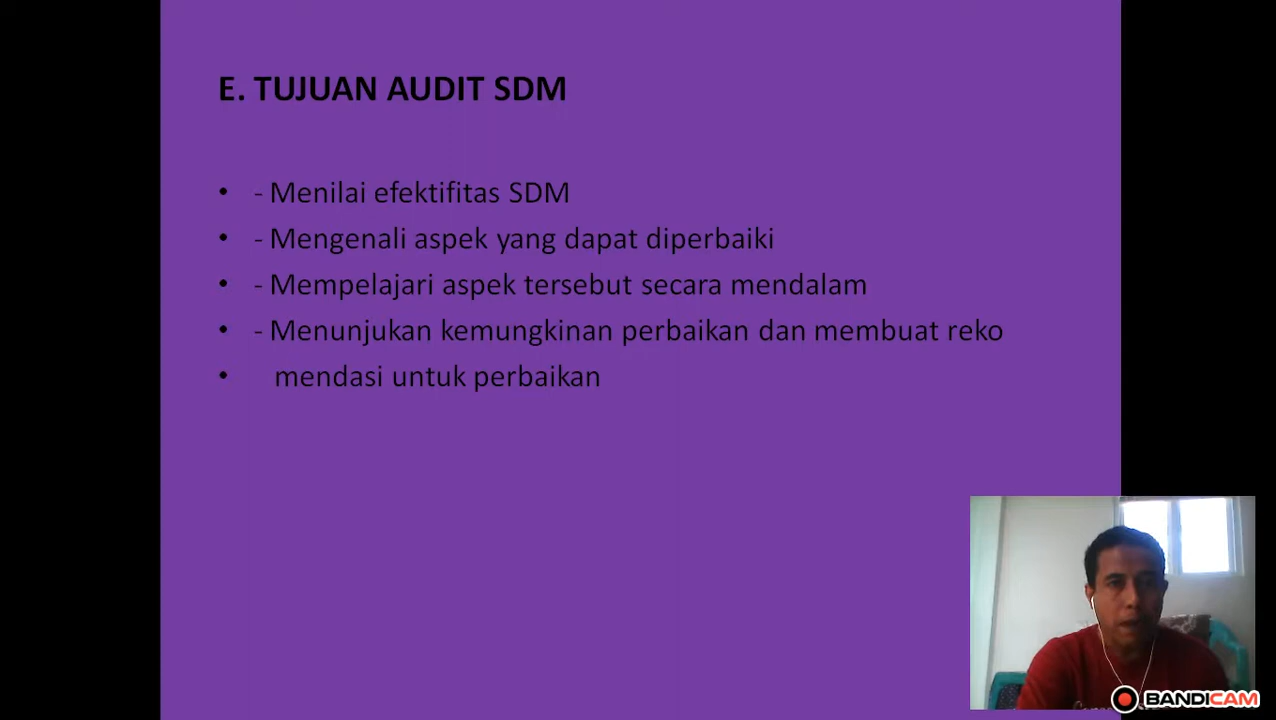 E. TUJUAN AUDIT SDM
• - Menilai efektifitas SDM
• - Mengenali aspek yang dapat diperbaiki
• - Mempelajari aspek tersebut secara mendalam
• - Menunjukan kemungkinan perbaikan dan membuat reko
• mendasi untuk perbaikan
BANDICAM